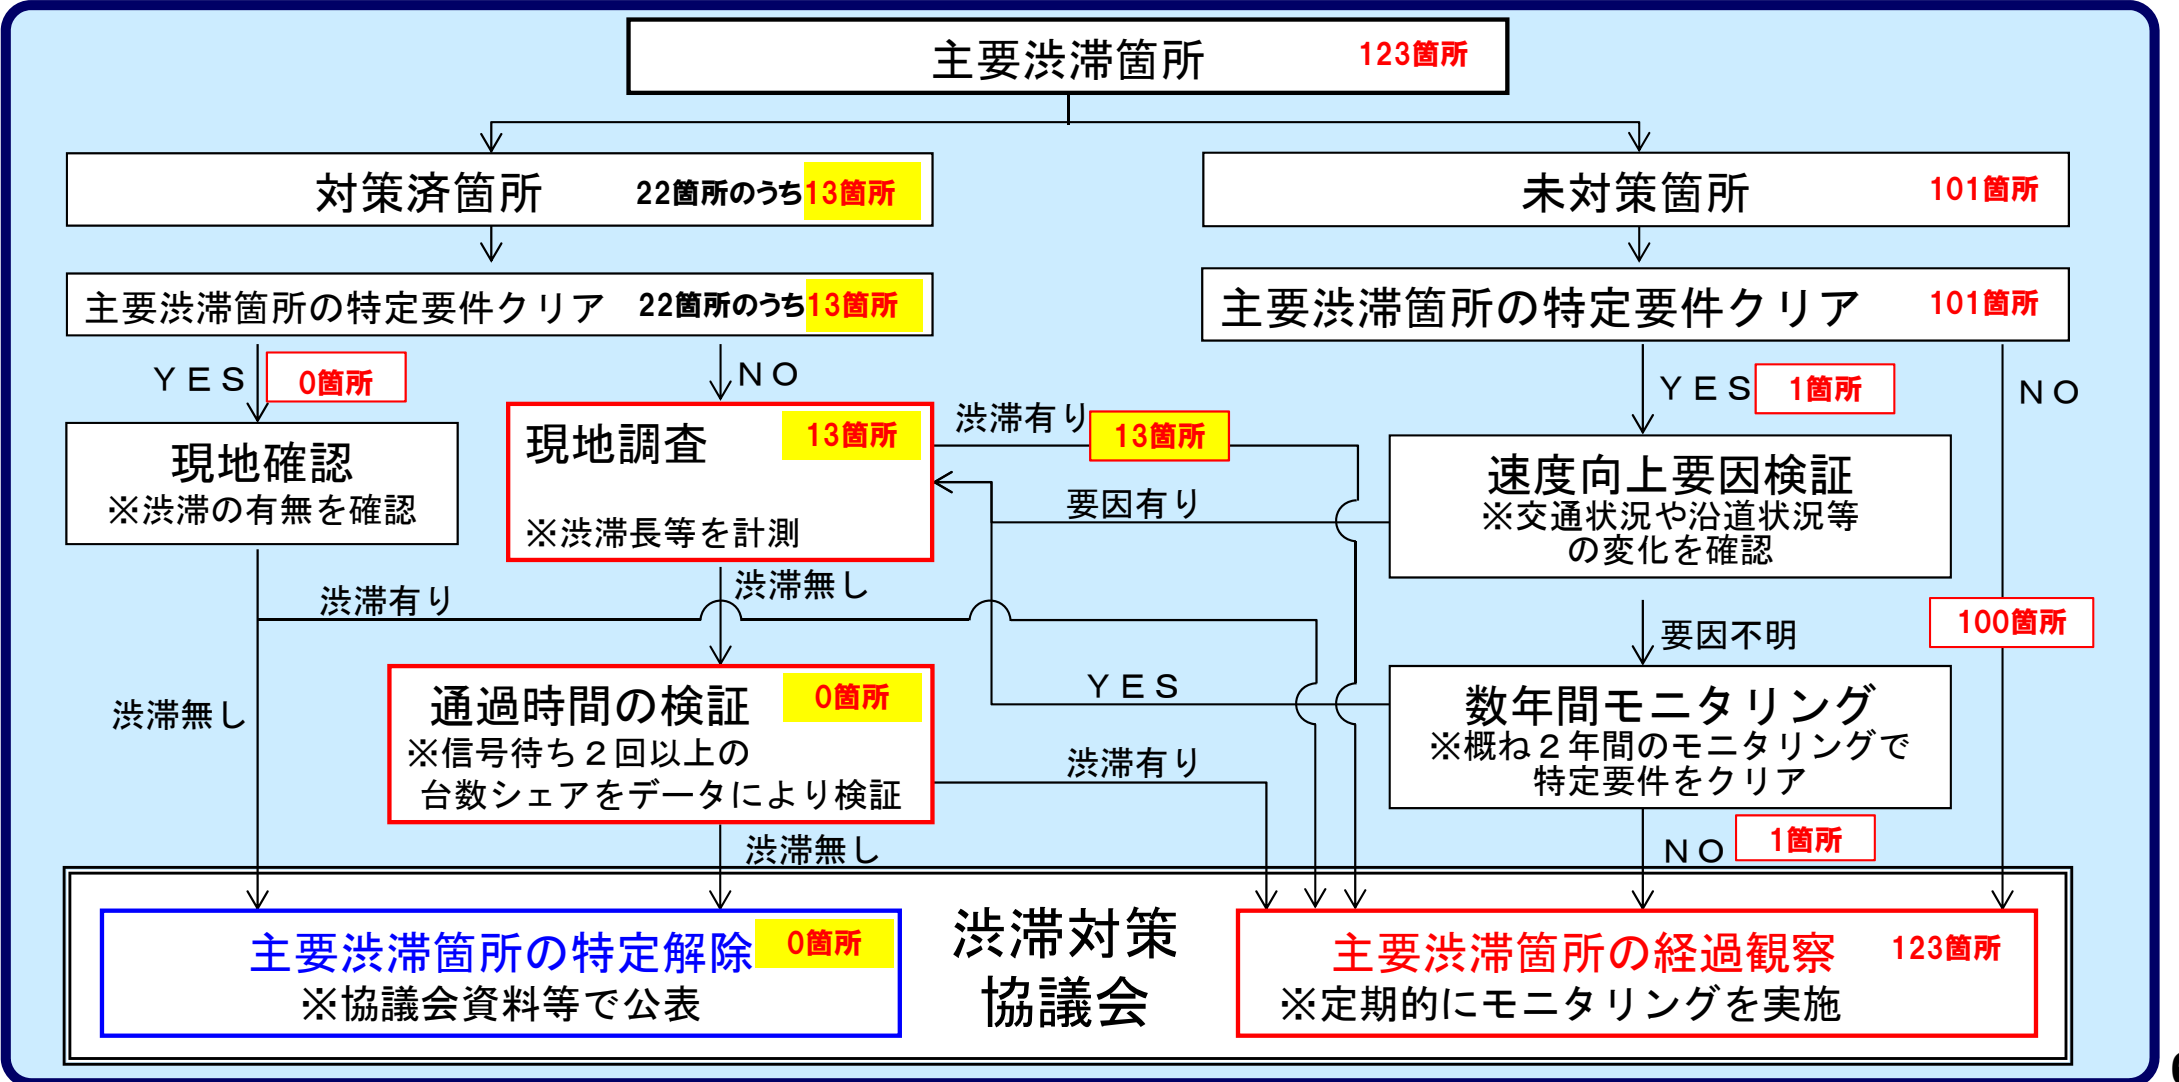 主要渋滞箇所 123箇所
対策済箇所 22箇所のうち13箇所
未対策箇所 101箇所
主要渋滞箇所の特定要件クリア 22箇所のうち13箇所
主要渋滞箇所の特定要件クリア 101箇所
ＹＥＳ 0箇所
ＮＯ
ＹＥＳ 1箇所
ＮＯ
現地確認
※渋滞の有無を確認
現地調査 13箇所
※渋滞長等を計測
渋滞有り 13箇所
要因有り
速度向上要因検証
※交通状況や沿道状況等
の変化を確認
渋滞有り
渋滞無し
要因不明
100箇所
渋滞無し
通過時間の検証 0箇所
※信号待ち２回以上の
台数シェアをデータにより検証
ＹＥＳ
渋滞有り
数年間モニタリング
※概ね２年間のモニタリングで
特定要件をクリア
渋滞無し
ＮＯ 1箇所
主要渋滞箇所の特定解除 0箇所
※協議会資料等で公表
渋滞対策
協議会
主要渋滞箇所の経過観察 123箇所
※定期的にモニタリングを実施